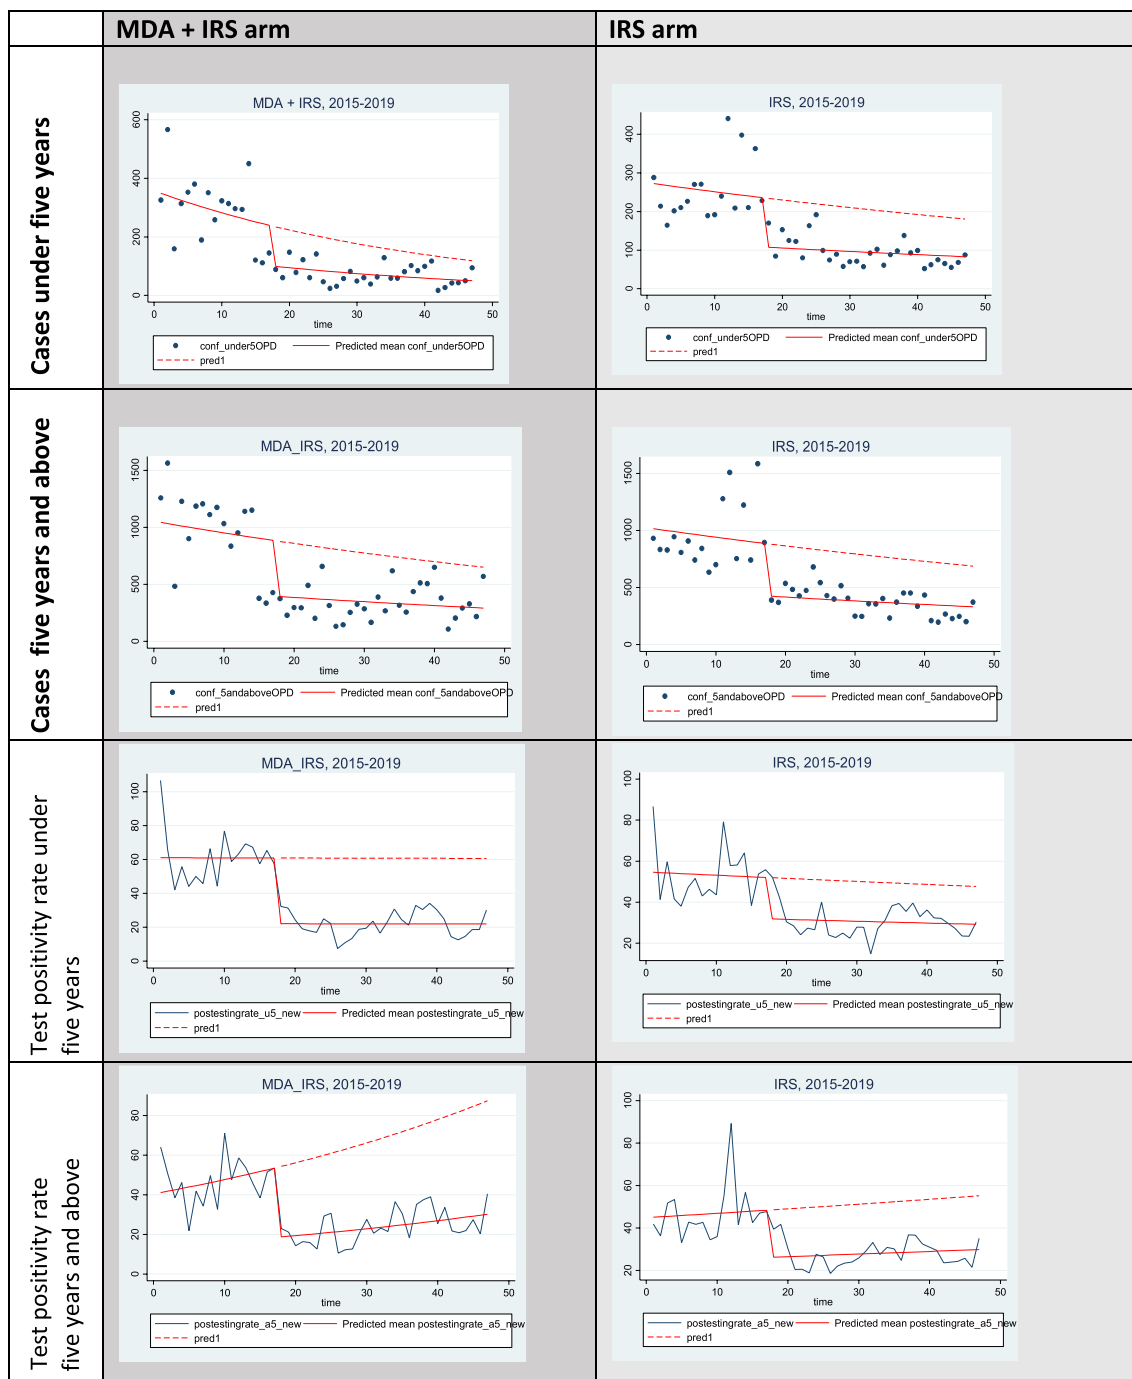 MDA + IRS arm
IRS arm
Cases under five years
MDA + IRS, 2015-2019
600
400
200
0
0
10
20
30
40
50
time
conf_under5OPD
Predicted mean conf_under5OPD
pred1
IRS, 2015-2019
400
300
200
100
0
0
10
20
30
40
50
time
conf_under5OPD
Predicted mean conf_under5OPD
pred1
Cases five years and above
MDA_IRS, 2015-2019
1500
1000
500
0
0
10
20
30
40
50
time
conf_5andaboveOPD
Predicted mean conf_5andaboveOPD
pred1
IRS, 2015-2019
1500
1000
500
0
0
10
20
30
40
50
time
conf_5andaboveOPD
Predicted mean conf_5andaboveOPD
pred1
Test positivity rate under
five years
MDA_IRS, 2015-2019
100
80
60
40
20
0
0
10
20
30
40
50
time
postestingrate_u5_new
Predicted mean postestingrate_u5_new
pred1
IRS, 2015-2019
100
80
60
40
20
0
10
20
30
40
50
time
postestingrate_u5_new
Predicted mean postestingrate_u5_new
pred1
Test positivity rate
five years and above
MDA_IRS, 2015-2019
80
60
40
20
0
0
10
20
30
40
50
time
postestingrate_a5_new
Predicted mean postestingrate_a5_new
pred1
IRS, 2015-2019
100
80
60
40
20
0
10
20
30
40
50
time
postestingrate_a5_new
Predicted mean postestingrate_a5_new
pred1